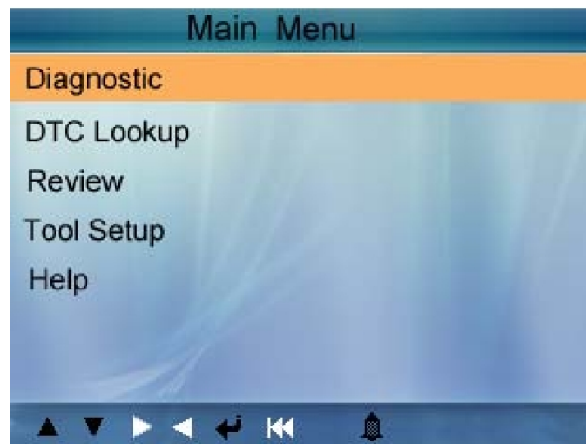 Main Menu
Diagnostic
DTC Lookup
Review
Tool Setup
Help